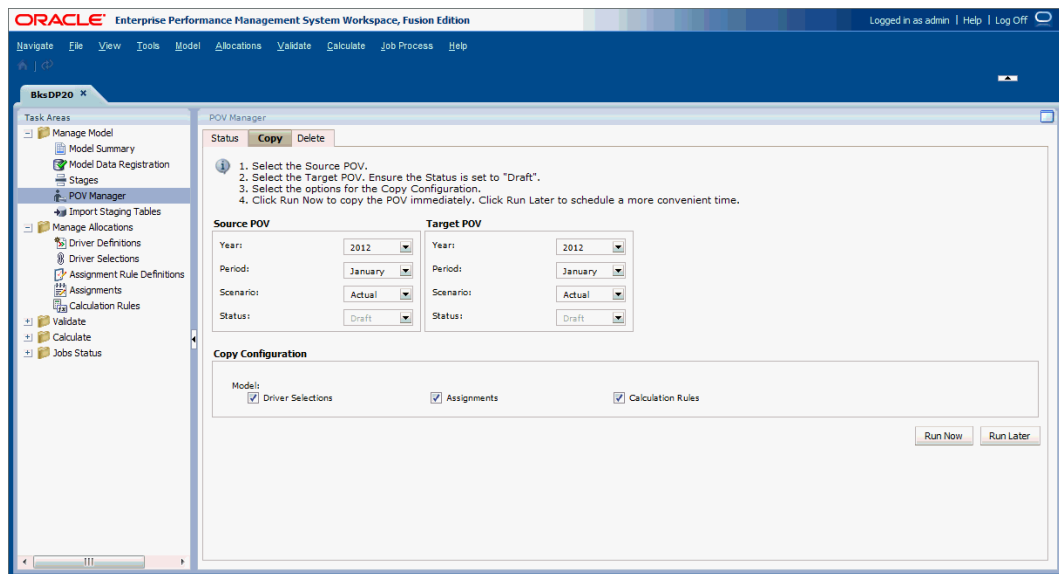 ORACLE Enterprise Performance Management System Workspace, Fusion Edition
Logged in as admin | Help | Log Off
Navigate File View Tools Model Allocations Validate Calculate Job Process Help
BksDP20 ×
Task Areas
Manage Model
Model Summary
Model Data Registration
Stages
POV Manager
Import Staging Tables
Manage Allocations
Driver Definitions
Driver Selections
Assignment Rule Definitions
Assignments
Calculation Rules
Validate
Calculate
Jobs Status
POV Manager
Status Copy Delete
1. Select the Source POV.
2. Select the Target POV. Ensure the Status is set to "Draft".
3. Select the options for the Copy Configuration.
4. Click Run Now to copy the POV immediately. Click Run Later to schedule a more convenient time.
Source POV
Year: 2012
Period: January
Scenario: Actual
Status: Draft
Target POV
Year: 2012
Period: January
Scenario: Actual
Status: Draft
Copy Configuration
Model:
Driver Selections Assignments Calculation Rules
Run Now Run Later